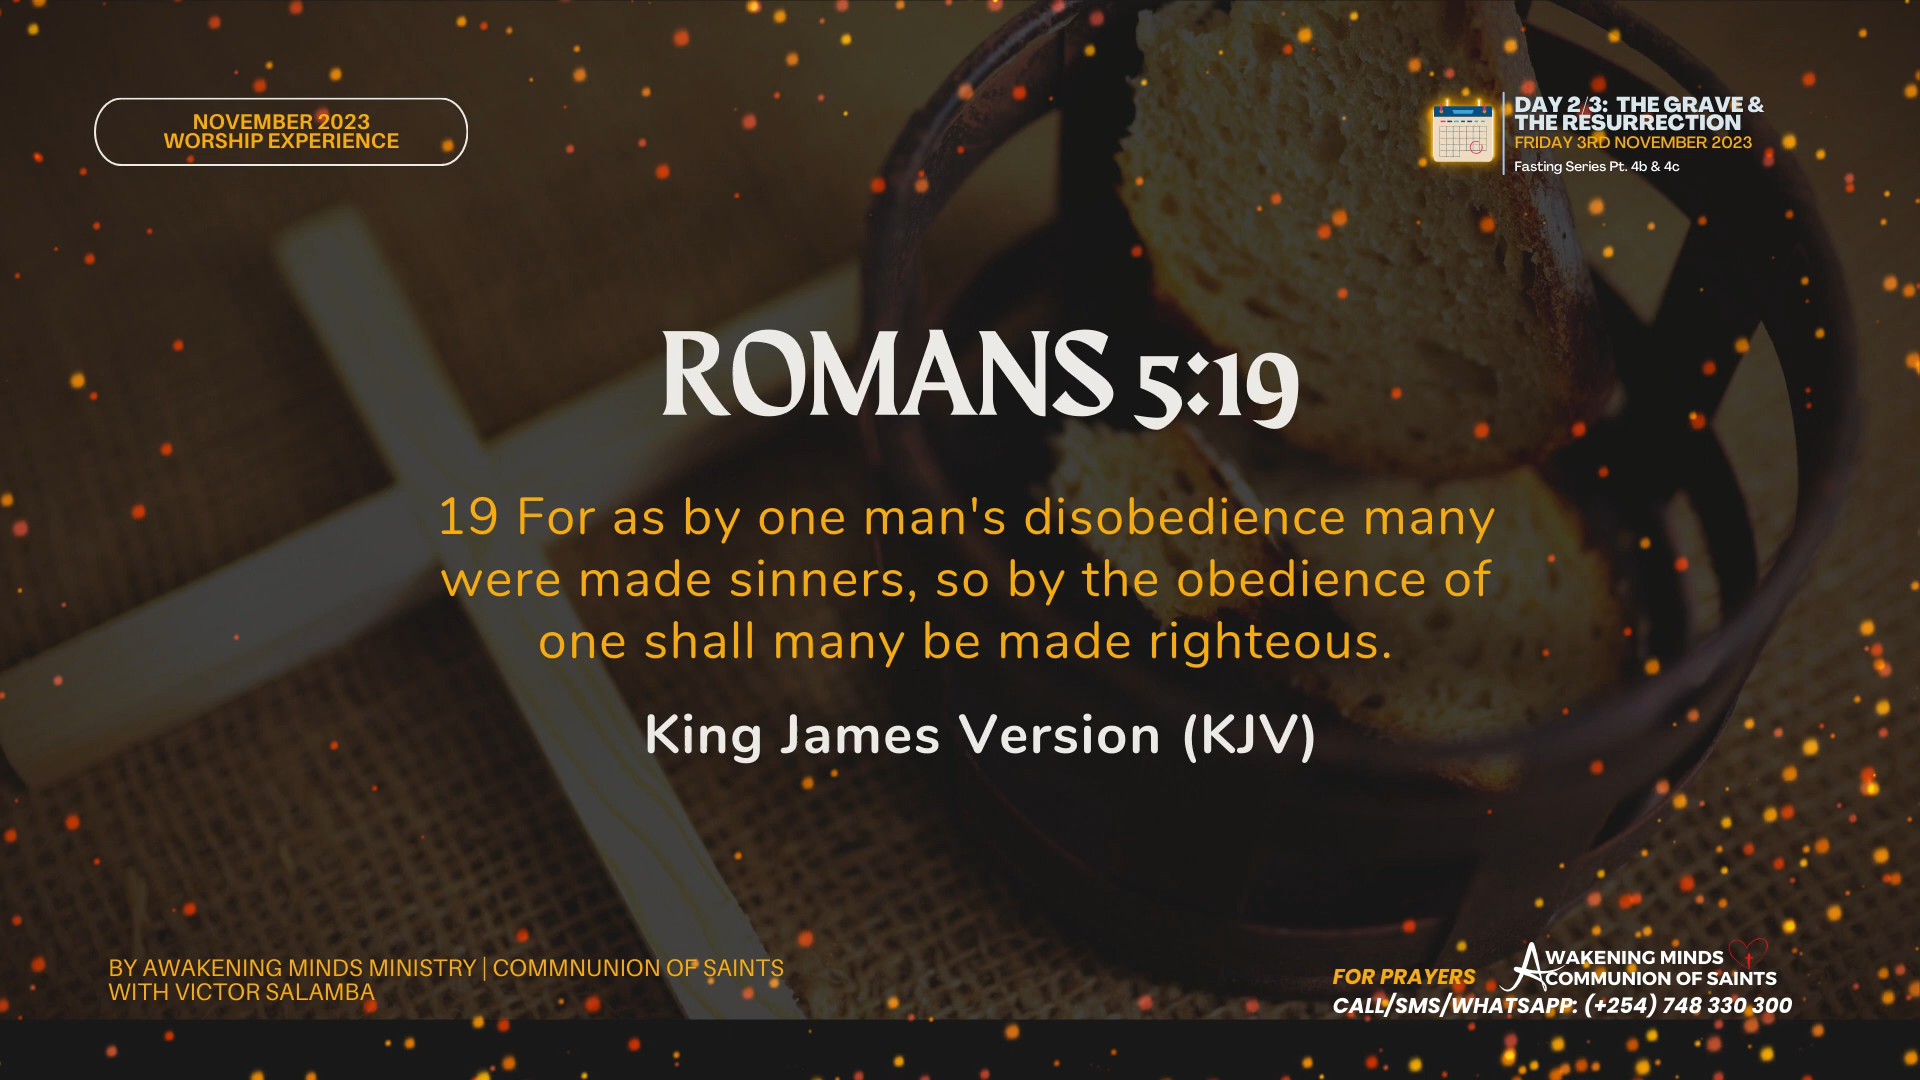 NOVEMBER 2023
WORSHIP EXPERIENCE
DAY 2/3: THE GRAVE &
THE RESURRECTION
FRIDAY 3RD NOVEMBER 2023
Fasting Series Pt. 4b & 4c
ROMANS 5:19
19 For as by one man's disobedience many
were made sinners, so by the obedience of
one shall many be made righteous.
King James Version (KJV)
BY AWAKENING MINDS MINISTRY | COMMNUNION OF SAINTS
WITH VICTOR SALAMBA
FOR PRAYERS
AWAKENING MINDS
COMMUNION OF SAINTS
CALL/SMS/WHATSAPP: (+254) 748 330 300